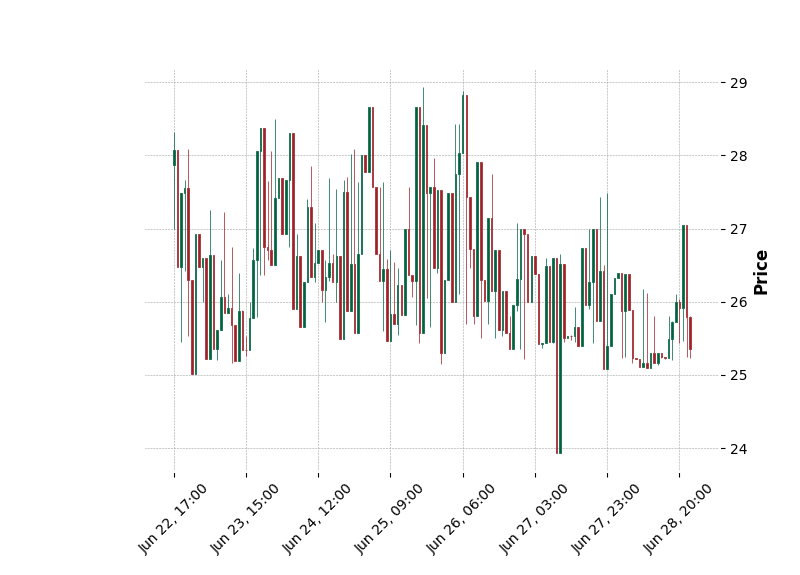 29
28
27
26
25
24
Price
Jun 22, 17:00
Jun 23, 15:00
Jun 24, 12:00
Jun 25, 09:00
Jun 26, 06:00
Jun 27, 03:00
Jun 27, 23:00
Jun 28, 20:00